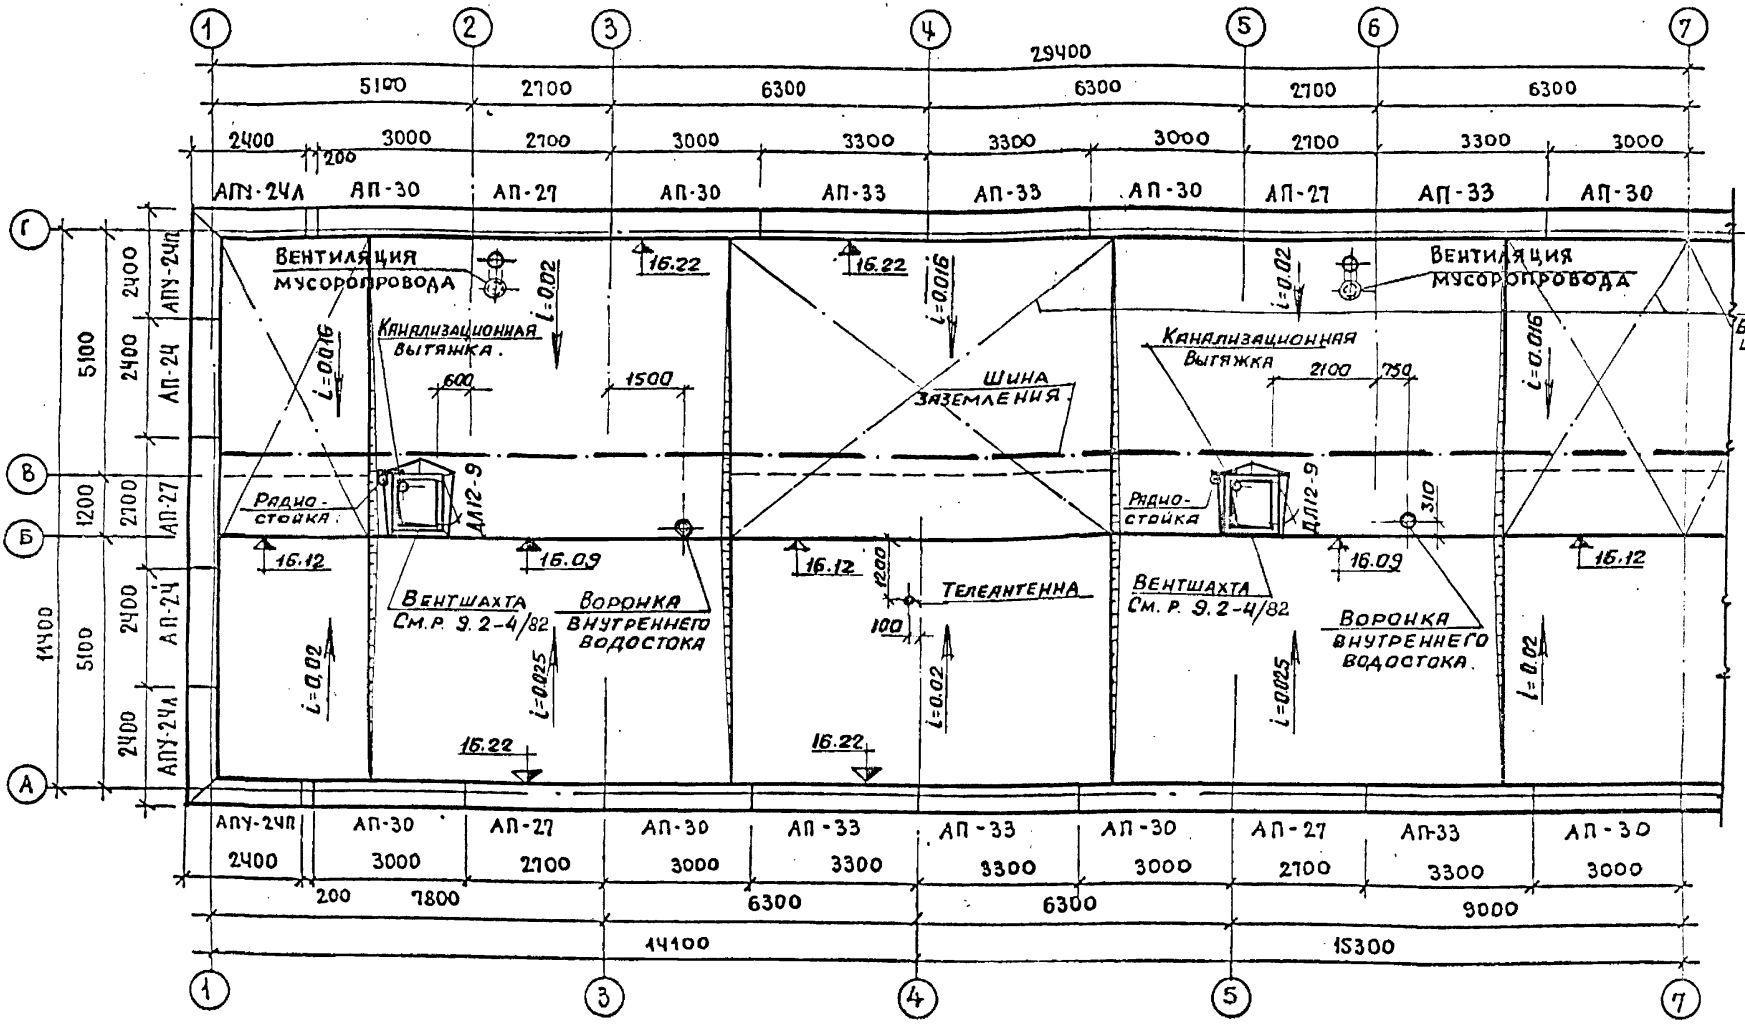 1 2 3 4 5 6 7
29400
5100 2700 6300 6300 2700 6300
2400 200 3000 2700 3000 3300 3300 3000 2700 3300 3000
АПУ-24Л АП-30 АП-27 АП-30 АП-33 АП-33 АП-30 АП-27 АП-33 АП-30
Г
В
Б
А
11400
5100
1200
5100
2400
2400
2700
2400
2400
АПУ-24П
АП-24
АП-27
АП-24
АПУ-24Л
ВЕНТИЛЯЦИЯ
МУСОРОПРОВОДА
i=0.02
16.22
16.22
i=0.016
i=0.02
ВЕНТИЛЯЦИЯ
МУСОРОПРОВОДА
i=0.016
КАНАЛИЗАЦИОННАЯ
ВЫТЯЖКА.
600
1500
ШИНА
ЗАЗЕМЛЕНИЯ.
КАНАЛИЗАЦИОННАЯ
ВЫТЯЖКА
2100
750
i=0.016
РАДИО-
СТОЙКА.
ДЛ12-9
РАДИО-
СТОЙКА
ДЛ12-9
310
16.12
16.09
16.12
16.09
16.12
ВЕНТШАХТА
СМ.Р. 9.2-4/82
ВОРОНКА
ВНУТРЕННЕГО
ВОДОСТОКА
1200
ТЕЛЕАНТЕННА
100
ВЕНТШАХТА
СМ.Р. 9.2-4/82
ВОРОНКА
ВНУТРЕННЕГО
ВОДОСТОКА.
i=0,02
i=0.025
i=0.02
i=0.025
i=0.02
16.22
16.22
АПУ-24П АП-30 АП-27 АП-30 АП-33 АП-33 АП-30 АП-27 АП-33 АП-30
2400 3000 2700 3000 3300 3300 3000 2700 3300 3000
200 7800 6300 6300 9000
14100 15300
1 3 4 5 7